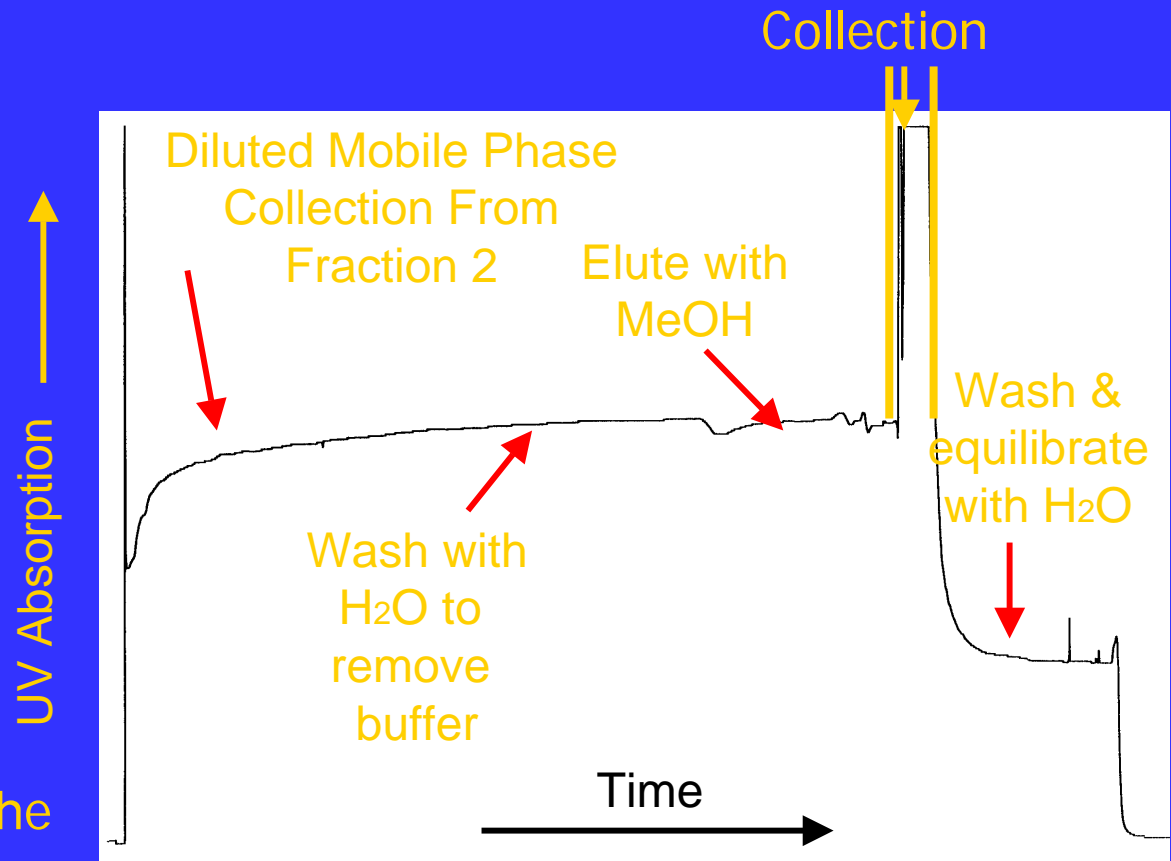 Collection
Diluted Mobile Phase
Collection From
Fraction 2
Elute with
MeOH
Wash &
equilibrate
with H2O
Wash with
H2O to
remove
buffer
UV Absorption
Time
he